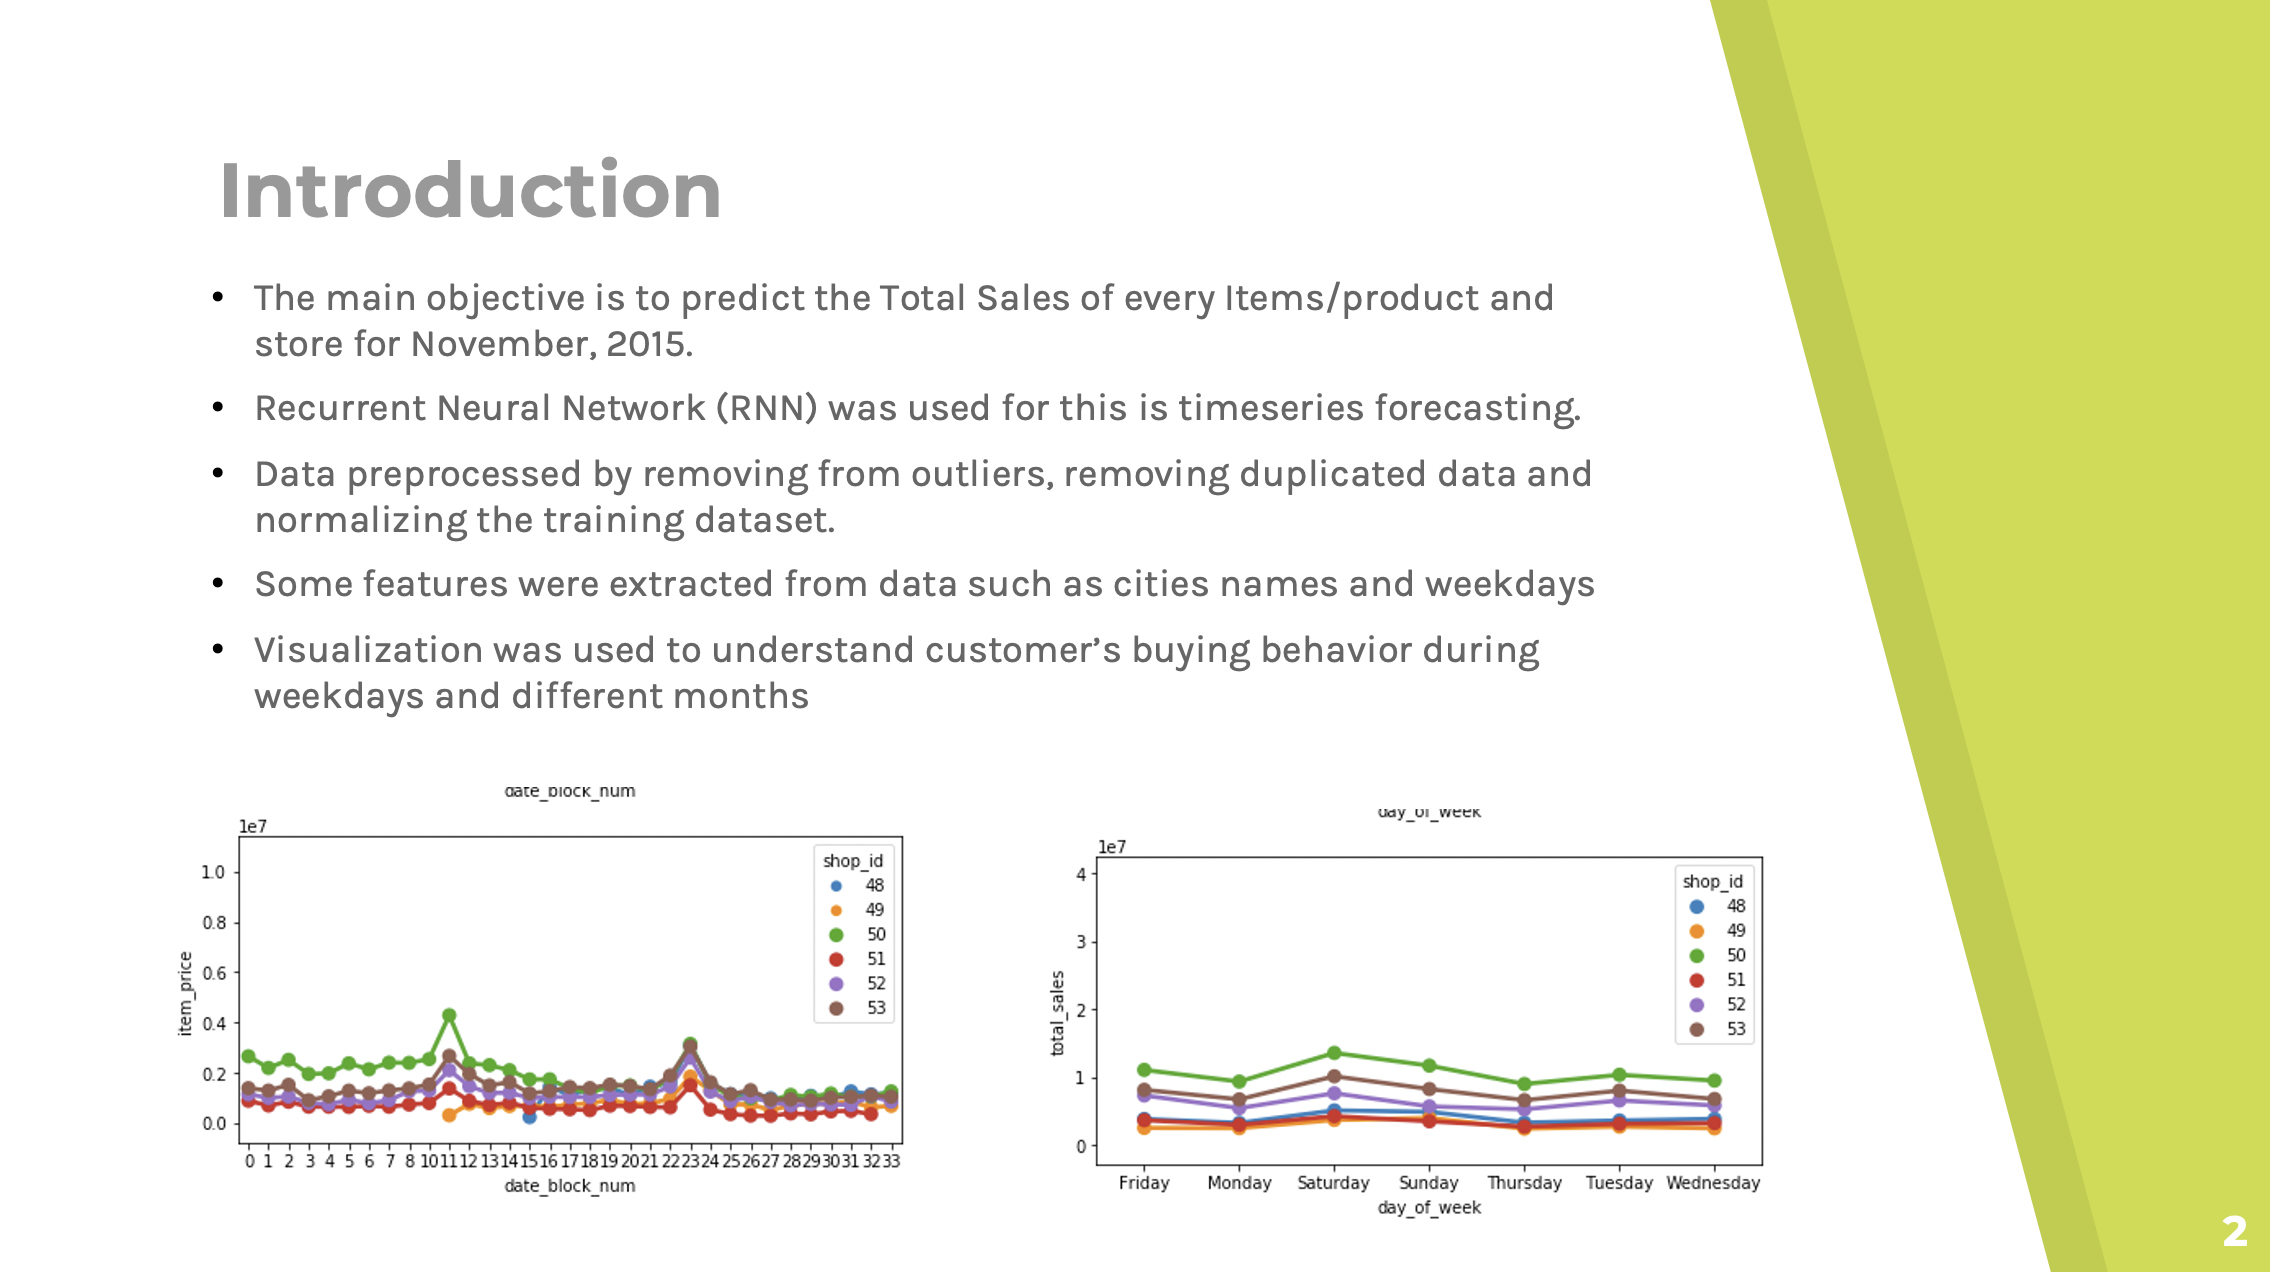 Introduction
• The main objective is to predict the Total Sales of every Items/product and
store for November, 2015.
• Recurrent Neural Network (RNN) was used for this is timeseries forecasting.
• Data preprocessed by removing from outliers, removing duplicated data and
normalizing the training dataset.
• Some features were extracted from data such as cities names and weekdays
• Visualization was used to understand customer’s buying behavior during
weekdays and different months
date_block_num
1e7
1.0
0.8
0.6
0.4
0.2
0.0
item_price
shop_id
48
49
50
51
52
53
0 1 2 3 4 5 6 7 8 10 11 12 13 14 15 16 17 18 19 20 21 22 23 24 25 26 27 28 29 30 31 32 33
date_block_num
day_of_week
1e7
4
3
2
1
0
total_sales
shop_id
48
49
50
51
52
53
Friday Monday Saturday Sunday Thursday Tuesday Wednesday
day_of_week
2